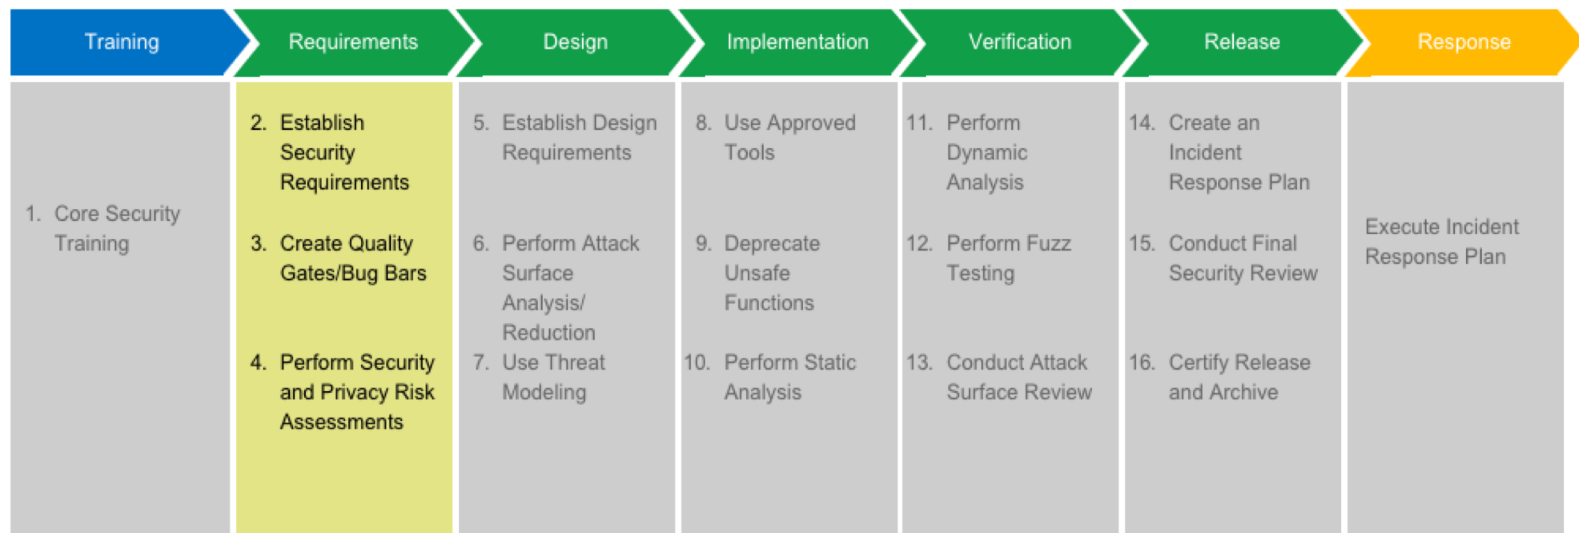 Training
Requirements
Design
Implementation
Verification
Release
Response
1. Core Security
Training
2. Establish
Security
Requirements
3. Create Quality
Gates/Bug Bars
4. Perform Security
and Privacy Risk
Assessments
5. Establish Design
Requirements
6. Perform Attack
Surface
Analysis/
Reduction
7. Use Threat
Modeling
8. Use Approved
Tools
9. Deprecate
Unsafe
Functions
10. Perform Static
Analysis
11. Perform
Dynamic
Analysis
12. Perform Fuzz
Testing
13. Conduct Attack
Surface Review
14. Create an
Incident
Response Plan
15. Conduct Final
Security Review
16. Certify Release
and Archive
Execute Incident
Response Plan